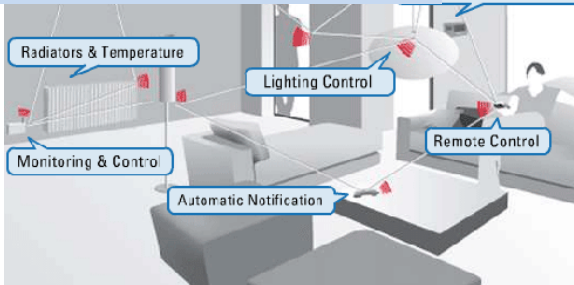 Radiators & Temperature
Lighting Control
Remote Control
Monitoring & Control
Automatic Notification